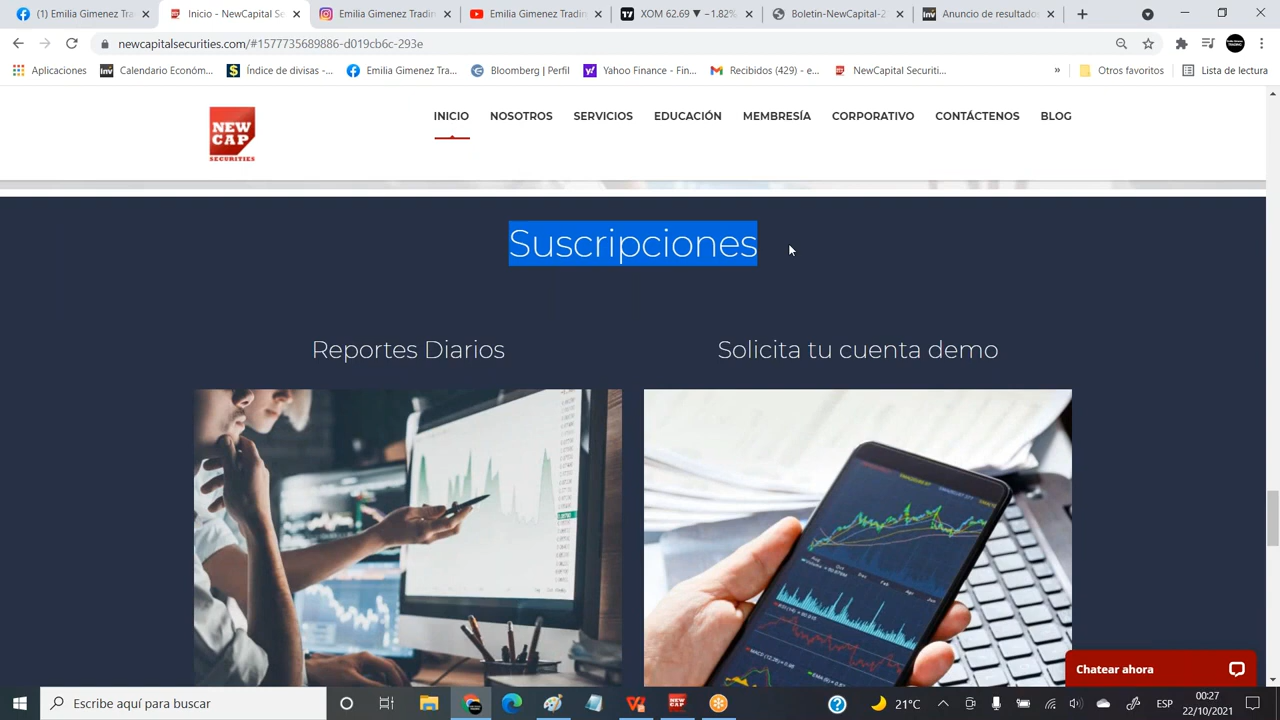 (1) Emilia Gimenez Tra
Inicio - NewCapital Se
Emilia Gimenez Tradin
Emilia Gimenez Tradin
XOM 62.69 ▼ −1.82%
Boletin-NewCapital-2
Anuncio de resultados
newcapitalsecurities.com/#1577735689886-d019cb6c-293e
Aplicaciones
Calendario Económ...
Índice de divisas -...
Emilia Gimenez Tra...
Bloomberg | Perfil
Yahoo Finance - Fin...
Recibidos (429) - e...
NewCapital Securiti...
»
Otros favoritos
Lista de lectura
NEW
CAP
SECURITIES
INICIO
NOSOTROS
SERVICIOS
EDUCACIÓN
MEMBRESÍA
CORPORATIVO
CONTÁCTENOS
BLOG
Suscripciones
Reportes Diarios
Solicita tu cuenta demo
Chatear ahora
Escribe aquí para buscar
21°C
ESP
00:27
22/10/2021